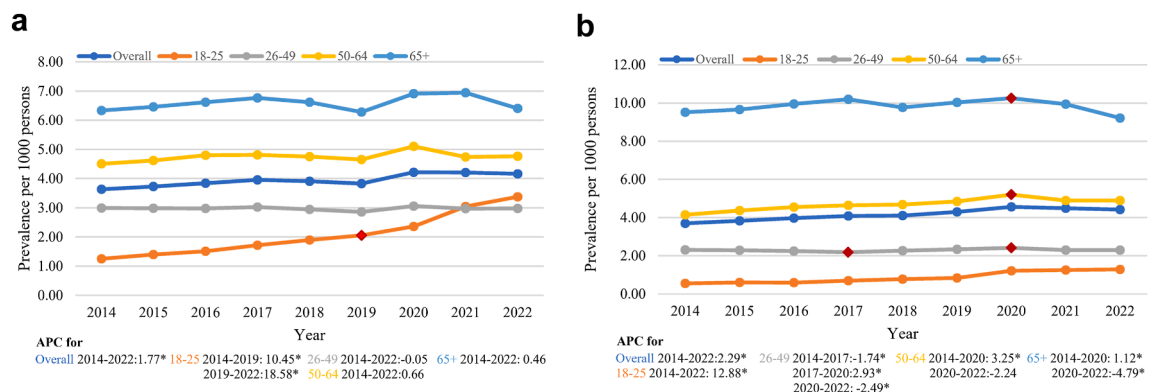 a
Overall 18-25 26-49 50-64 65+
Prevalence per 1000 persons
8.00
7.00
6.00
5.00
4.00
3.00
2.00
1.00
0.00
2014 2015 2016 2017 2018 2019 2020 2021 2022
Year
APC for
Overall 2014-2022:1.77* 18-25 2014-2019: 10.45* 26-49 2014-2022:-0.05 65+ 2014-2022: 0.46
2019-2022:18.58* 50-64 2014-2022:0.66
b
Overall 18-25 26-49 50-64 65+
Prevalence per 1000 persons
12.00
10.00
8.00
6.00
4.00
2.00
0.00
2014 2015 2016 2017 2018 2019 2020 2021 2022
Year
APC for
Overall 2014-2022:2.29* 26-49 2014-2017:-1.74* 50-64 2014-2020: 3.25* 65+ 2014-2020: 1.12*
18-25 2014-2022: 12.88* 2017-2020:2.93* 2020-2022:-2.24 2020-2022:-4.79*
2020-2022: -2.49*